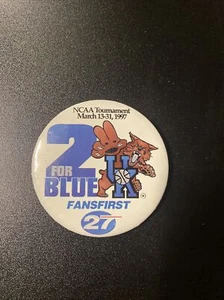 NCAA Tournament
March 13-31, 1997
2
FOR
BLUE
UK
®
FANSFIRST
27